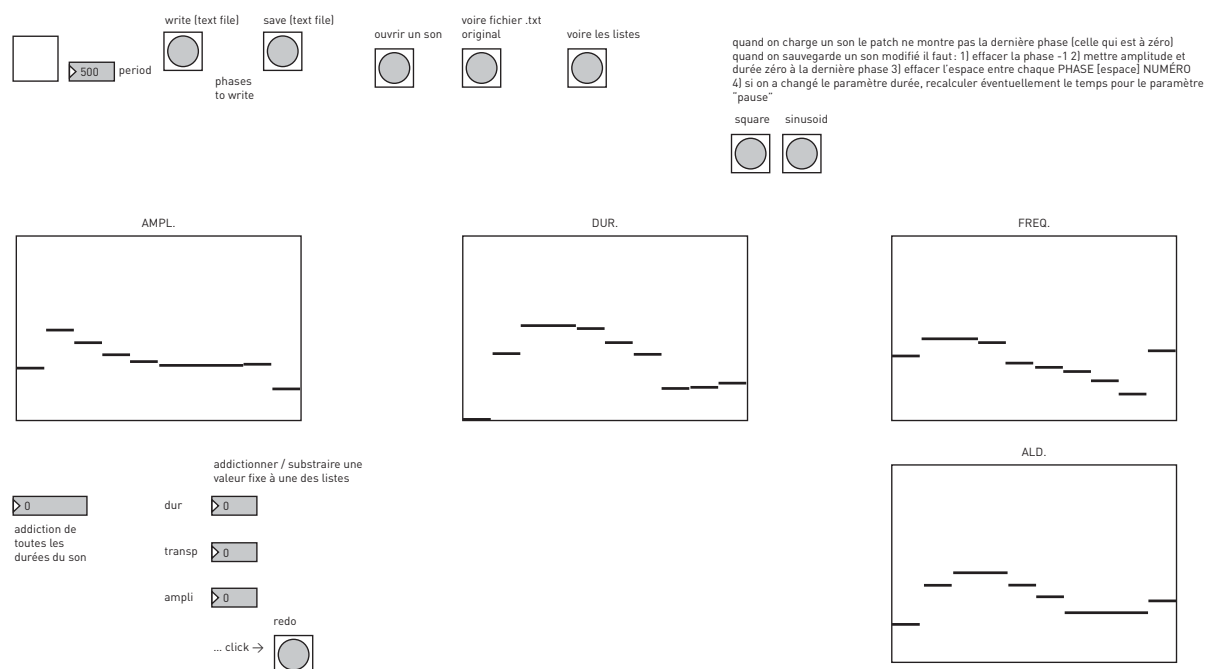 write (text file)
save (text file)
500
period
phases
to write
ouvrir un son
voire fichier .txt
original
voire les listes
quand on charge un son le patch ne montre pas la dernière phase (celle qui est à zéro)
quand on sauvegarde un son modifié il faut : 1) effacer la phase -1 2) mettre amplitude et
durée zéro à la dernière phase 3) effacer l'espace entre chaque PHASE [espace] NUMÉRO
4) si on a changé le paramètre durée, recalculer éventuellement le temps pour le paramètre
"pause"
square
sinusoid
AMPL.
DUR.
FREQ.
ALD.
addictionner / substraire une
valeur fixe à une des listes
0
addiction de
toutes les
durées du son
dur
0
transp
0
ampli
0
redo
... click →